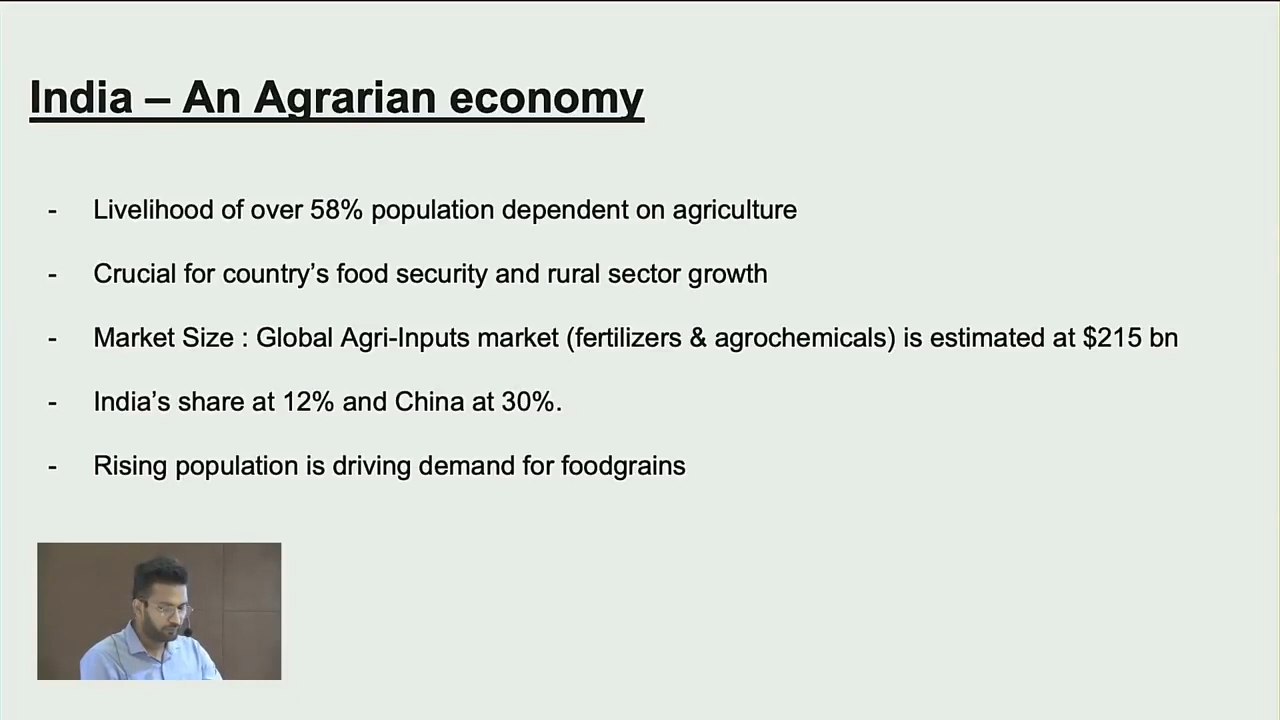 India – An Agrarian economy
- Livelihood of over 58% population dependent on agriculture
- Crucial for country’s food security and rural sector growth
- Market Size : Global Agri-Inputs market (fertilizers & agrochemicals) is estimated at $215 bn
- India’s share at 12% and China at 30%.
- Rising population is driving demand for foodgrains